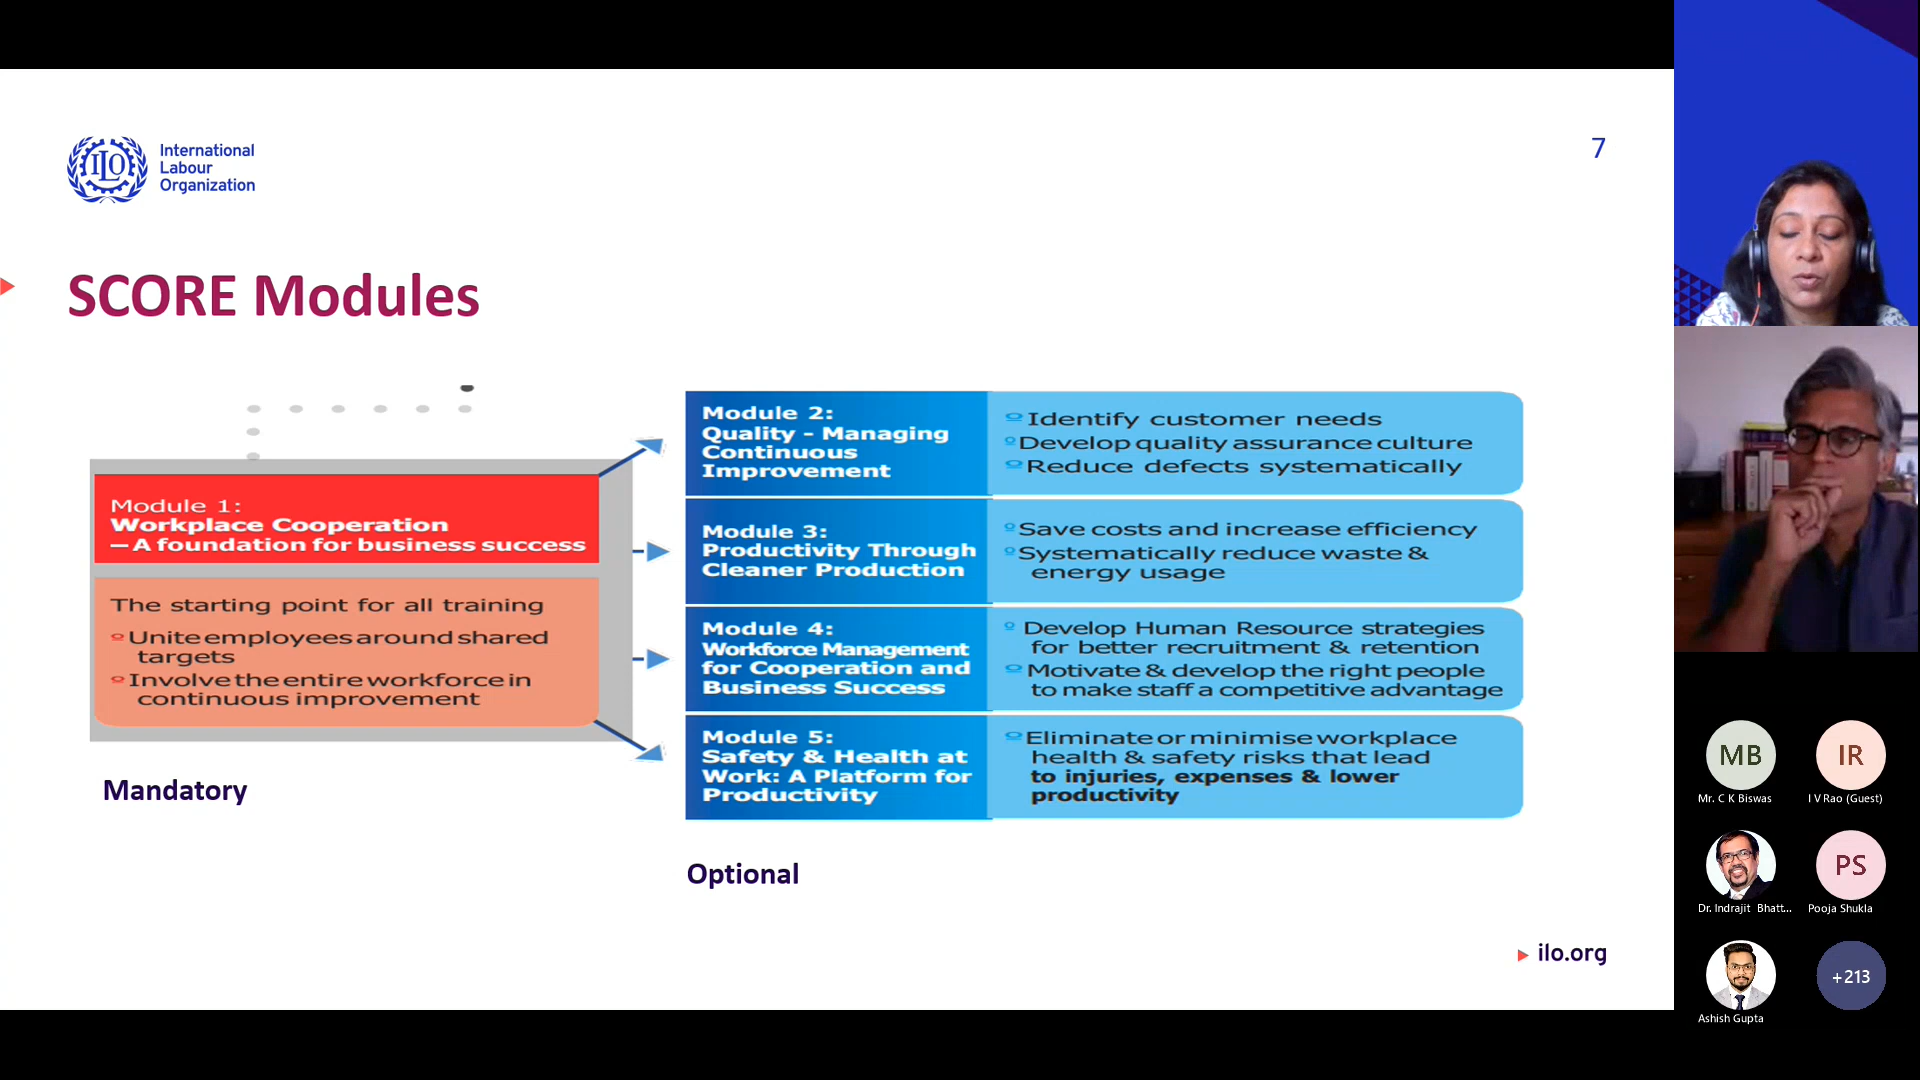 International
Labour
Organization
7
SCORE Modules
Module 1:
Workplace Cooperation
— A foundation for business success
The starting point for all training
Unite employees around shared
targets
Involve the entire workforce in
continuous improvement
Mandatory
Module 2:
Quality - Managing
Continuous
Improvement
Identify customer needs
Develop quality assurance culture
Reduce defects systematically
Module 3:
Productivity Through
Cleaner Production
Save costs and increase efficiency
Systematically reduce waste &
energy usage
Module 4:
Workforce Management
for Cooperation and
Business Success
Develop Human Resource strategies
for better recruitment & retention
Motivate & develop the right people
to make staff a competitive advantage
Module 5:
Safety & Health at
Work: A Platform for
Productivity
Eliminate or minimise workplace
health & safety risks that lead
to injuries, expenses & lower
productivity
Optional
ilo.org
MB
Mr. C K Biswas
IR
I V Rao (Guest)
Dr. Indrajit Bhatt...
PS
Pooja Shukla
Ashish Gupta
+213